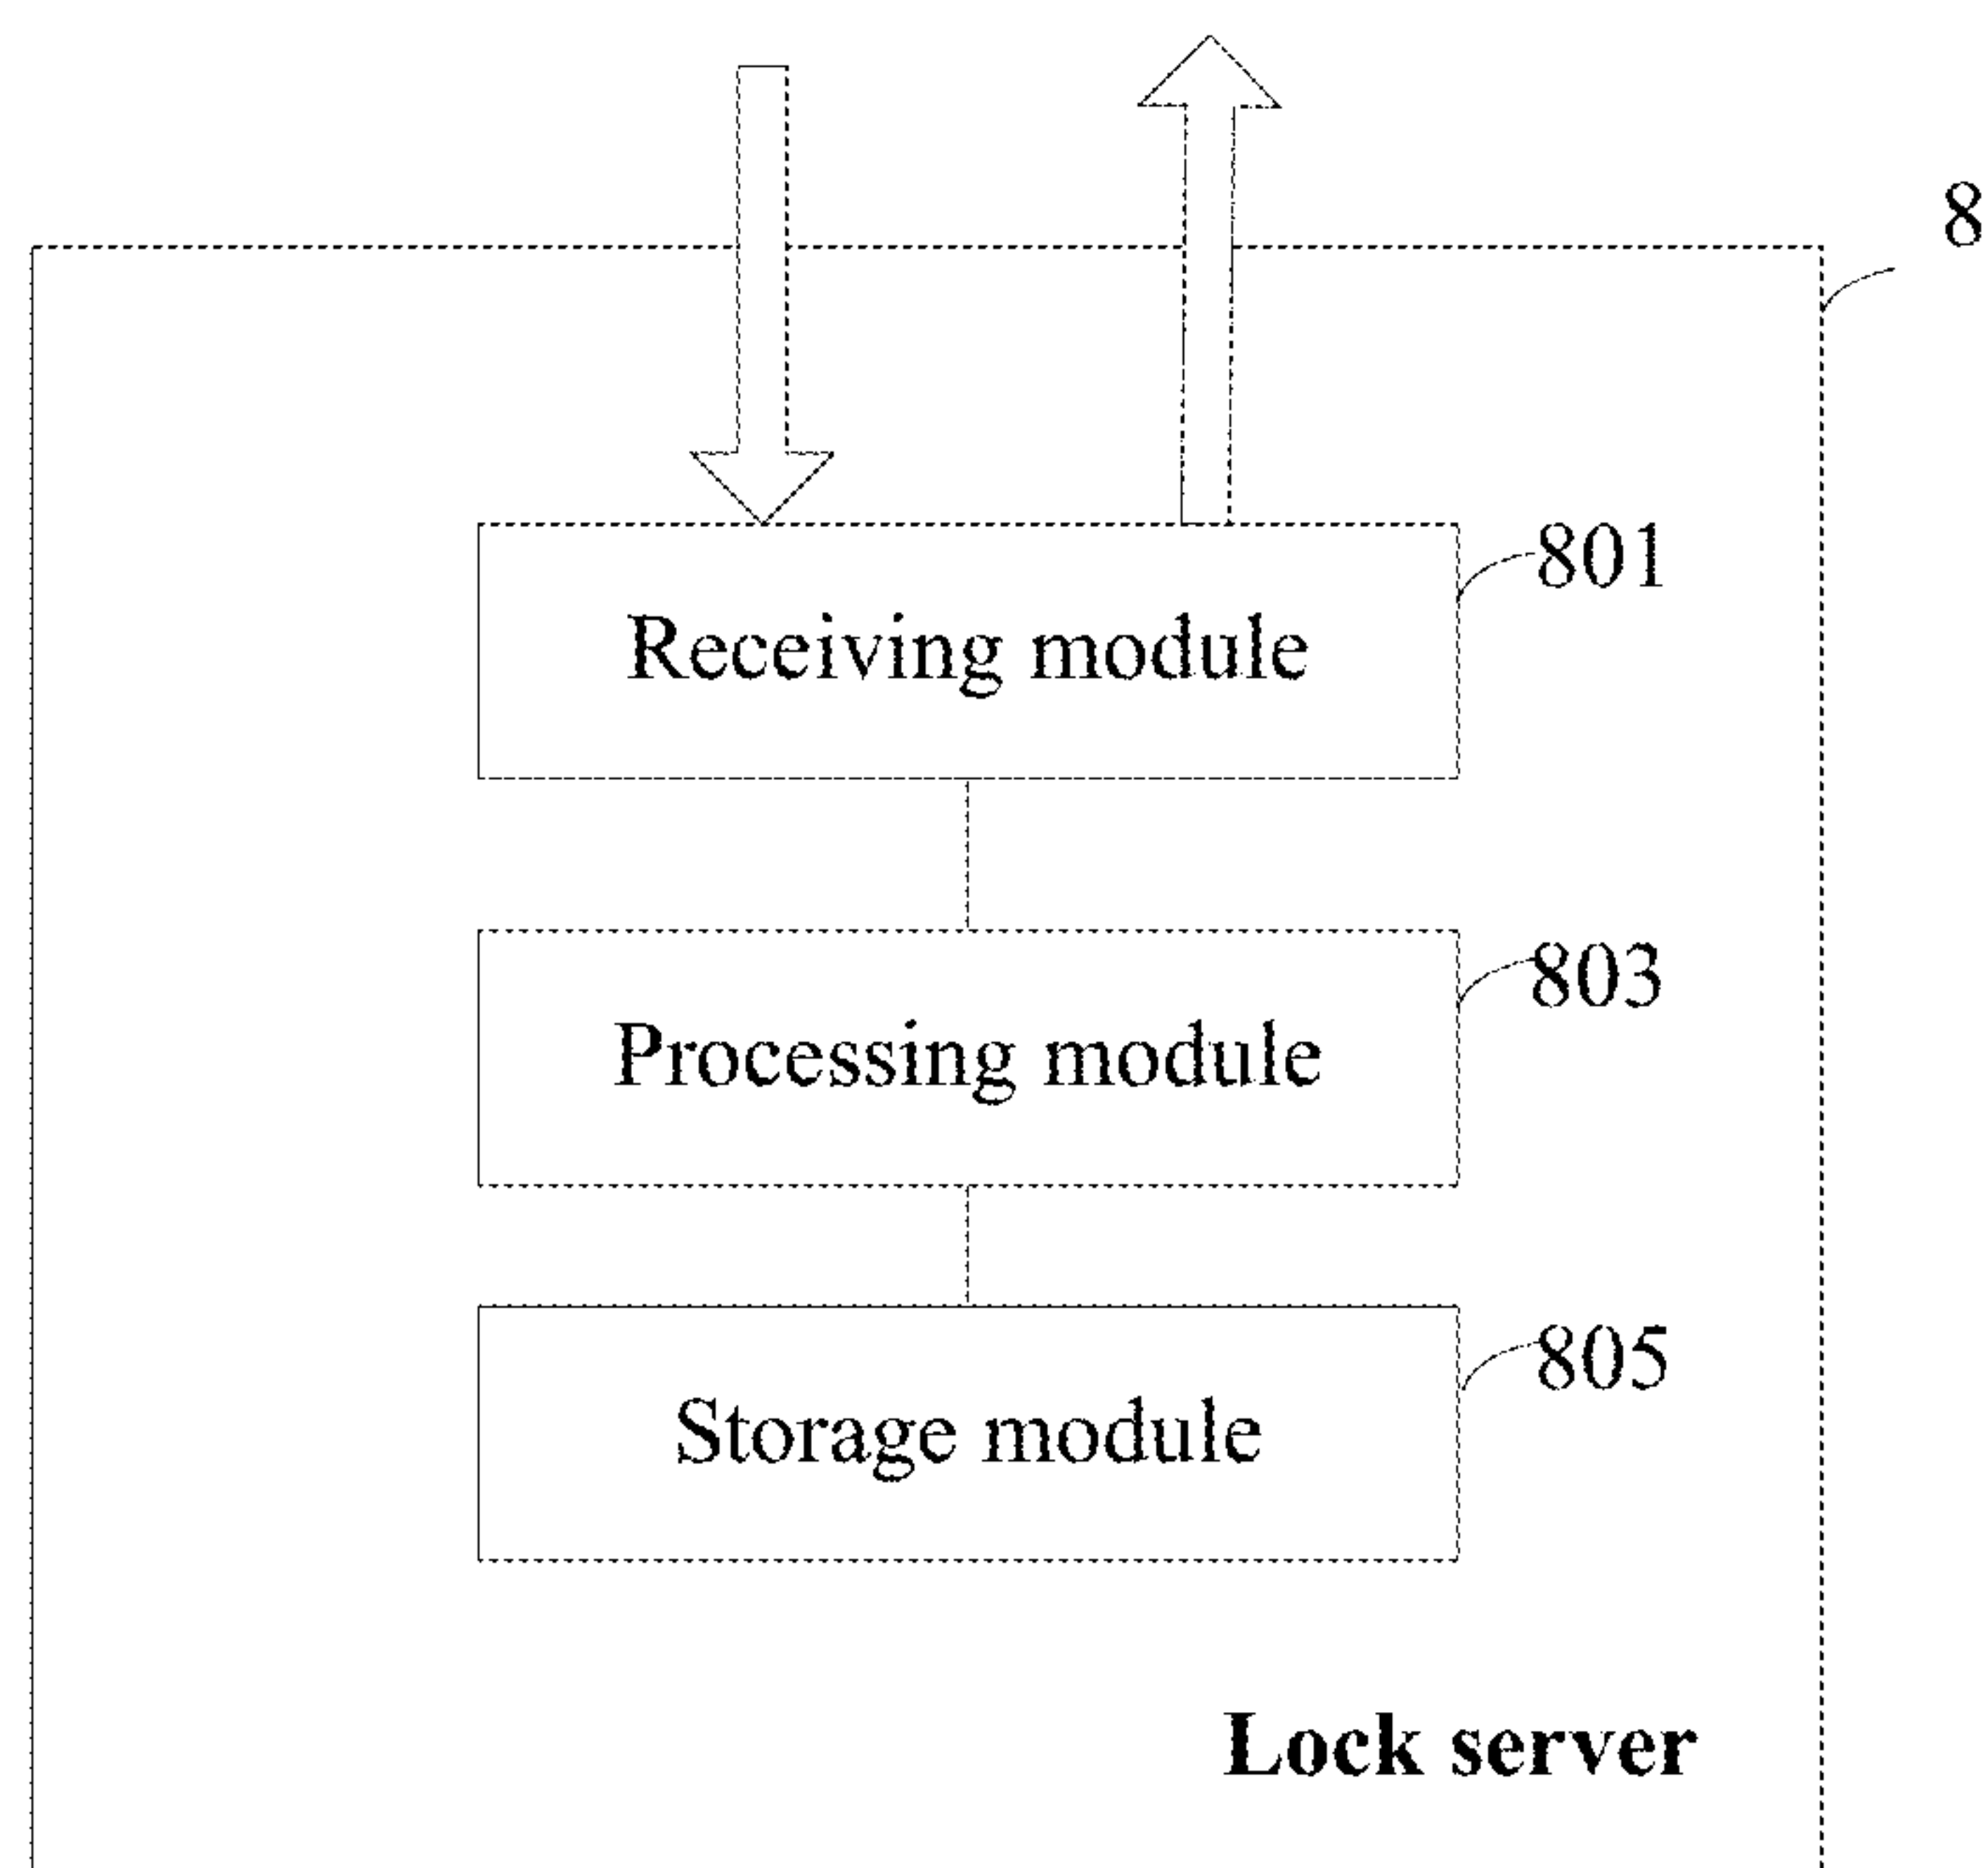 8
801
Receiving module
803
Processing module
805
Storage module
Lock server